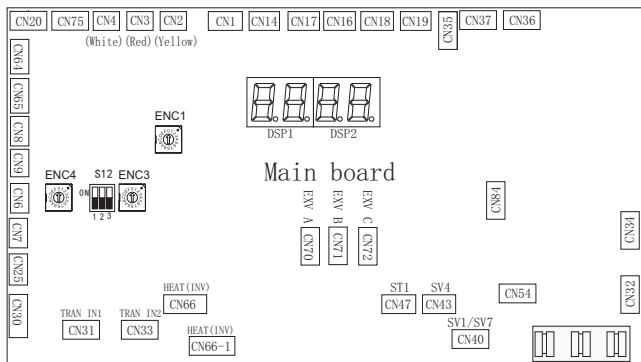 CN20 CN75 CN4 CN3 CN2 CN1 CN14 CN17 CN16 CN18 CN19 CN35 CN37 CN36
(White) (Red) (Yellow)
CN64
CN65
CN8
CN9
CN6
CN7
CN25
CN30
DSP1 DSP2
ENC1
Main board
ENC4 S12 ENC3
ON
1 2 3
EXV A EXV B EXV C
CN70 CN71 CN72
CN84
CN34
CN32
HEAT(INV)
CN66
TRAN IN1 TRAN IN2
CN31 CN33
HEAT(INV)
CN66-1
ST1 SV4
CN47 CN43
CN54
SV1/SV7
CN40